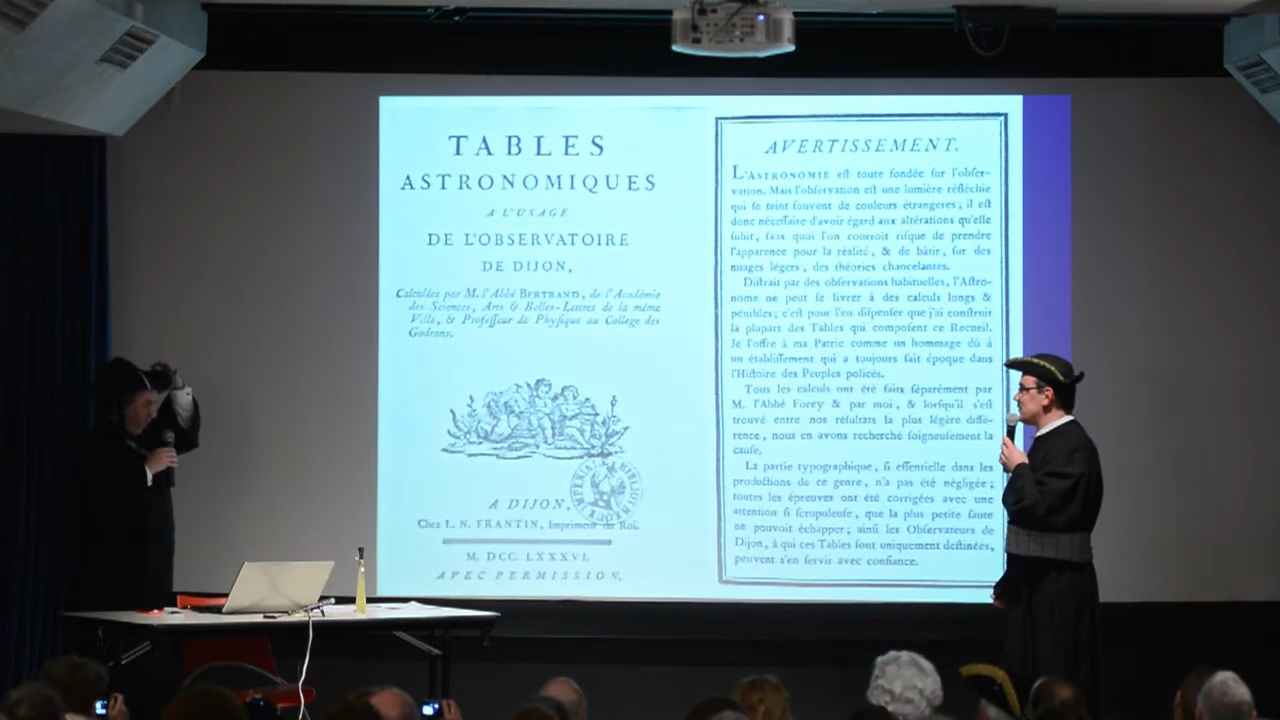 TABLES
ASTRONOMIQUES
A L'USAGE
DE L'OBSERVATOIRE
DE DIJON,
Calculées par M. l'Abbé BERTRAND, de l'Académie
des Sciences, Arts & Belles-Lettres de la même
Ville, & Professeur de Physique au College des
Godrans.
A DIJON,
Chez L. N. FRANTIN, Imprimeur du Roi.
M. DCC. LXXXVI.
AVEC PERMISSION,
AVERTISSEMENT.
L'ASTRONOMIE est toute fondée sur l'obser-
vation. Mais l'observation est une lumière réfléchie
qui se teint souvent de couleurs étrangeres; il est
donc nécessaire d'avoir égard aux altérations qu'elle
subit, sans quoi l'on courroit risque de prendre
l'apparence pour la réalité, & de bâtir, sur des
nuages légers, des théories chancelantes.
Distrait par des observations habituelles, l'Astro-
nome ne peut se livrer à des calculs longs &
pénibles; c'est pour l'en dispenser que j'ai construit
la plupart des Tables qui composent ce Recueil.
Je l'offre à ma Patrie comme un hommage dû à
un établissement qui a toujours fait époque dans
l'Histoire des Peuples policés.
Tous les calculs ont été faits séparément par
M. l'Abbé Forey & par moi, & lorsqu'il s'est
trouvé entre nos résultats la plus légère diffé-
rence, nous en avons recherché soigneusement la
cause.
La partie typographique, si essentielle dans les
productions de ce genre, n'a pas été négligée;
toutes les épreuves ont été corrigées avec une
attention si scrupuleuse, que la plus petite faute
ne pouvoit échapper; ainsi les Observateurs de
Dijon, à qui ces Tables sont uniquement destinées,
peuvent s'en servir avec confiance.